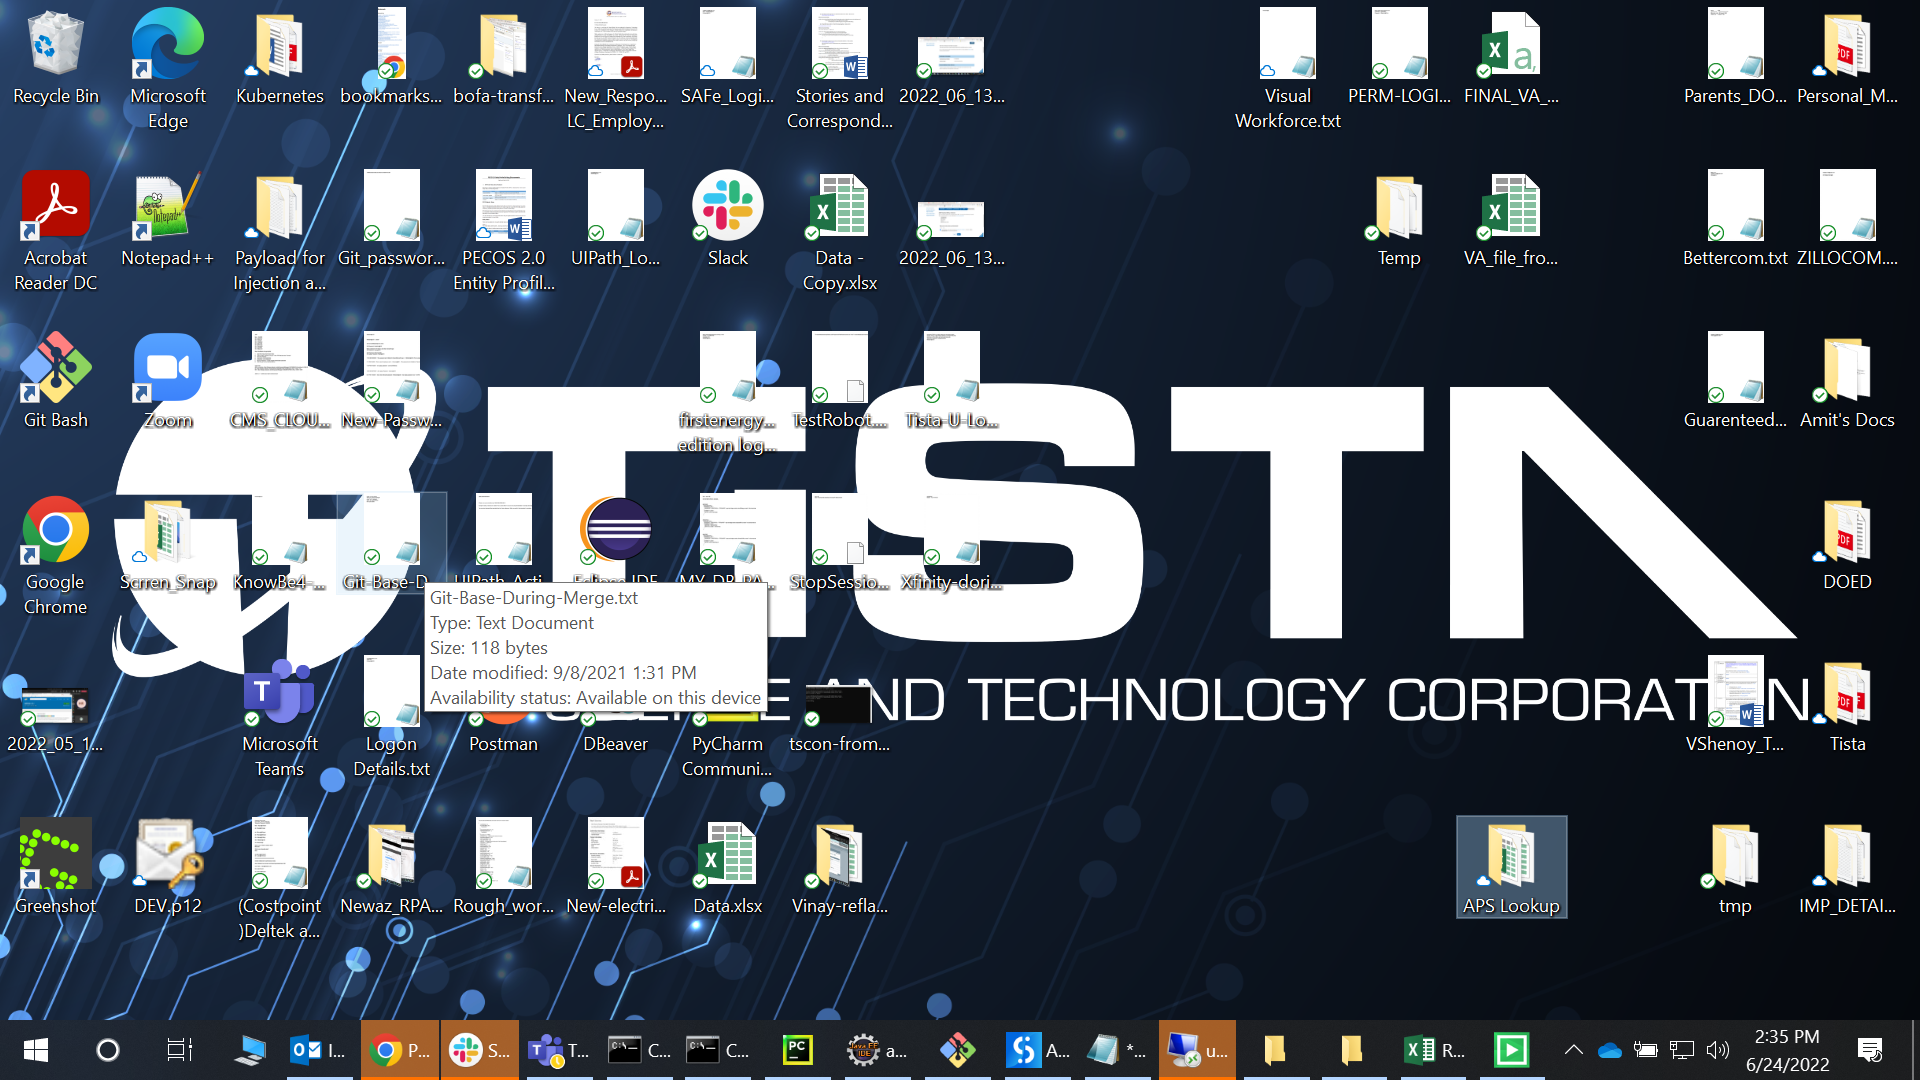 Recycle Bin
Microsoft
Edge
Kubernetes
bookmarks...
bofa-transf...
New_Respo...
LC_Employ...
SAFe_Logi...
Stories and
Correspond...
2022_06_13...
Visual
Workforce.txt
PERM-LOGI...
FINAL_VA_...
Parents_DO...
Personal_M...
Acrobat
Reader DC
Notepad++
Payload for
Injection a...
Git_passwor...
PECOS 2.0
Entity Profil...
UIPath_Lo...
Slack
Data -
Copy.xlsx
2022_06_13...
Temp
VA_file_fro...
Bettercom.txt
ZILLOCOM....
Git Bash
Zoom
CMS_CLOU...
New-Passw...
firstenergy...
edition log...
TestRobot...
Tista-U-Lo...
Guarenteed...
Amit's Docs
TiSTA
SCIENCE AND TECHNOLOGY CORPORATION
Google
Chrome
Scrren_Snap
KnowBe4-...
Git-Base-D...
UIPath_Acti...
Eclipse IDE
MY_DB_PA...
StopSessio...
Xfinity-dori...
DOED
Git-Base-During-Merge.txt
Type: Text Document
Size: 118 bytes
Date modified: 9/8/2021 1:31 PM
Availability status: Available on this device
2022_05_1...
Microsoft
Teams
Logon
Details.txt
Postman
DBeaver
PyCharm
Communi...
tscon-from...
VShenoy_T...
Tista
Greenshot
DEV.p12
(Costpoint
)Deltek a...
Newaz_RPA...
Rough_wor...
New-electri...
Data.xlsx
Vinay-refla...
APS Lookup
tmp
IMP_DETAI...
I...
P...
S...
T...
C...
C...
a...
A...
*...
u...
R...
2:35 PM
6/24/2022